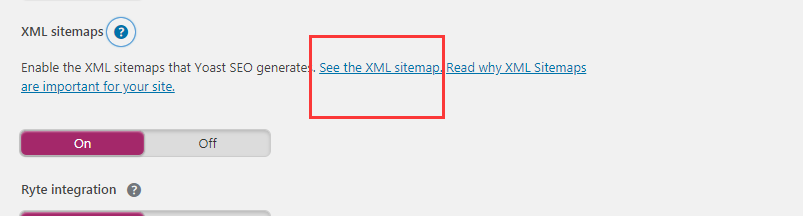 XML sitemaps ?
Enable the XML sitemaps that Yoast SEO generates. See the XML sitemap. Read why XML Sitemaps
are important for your site.
On Off
Ryte integration ?